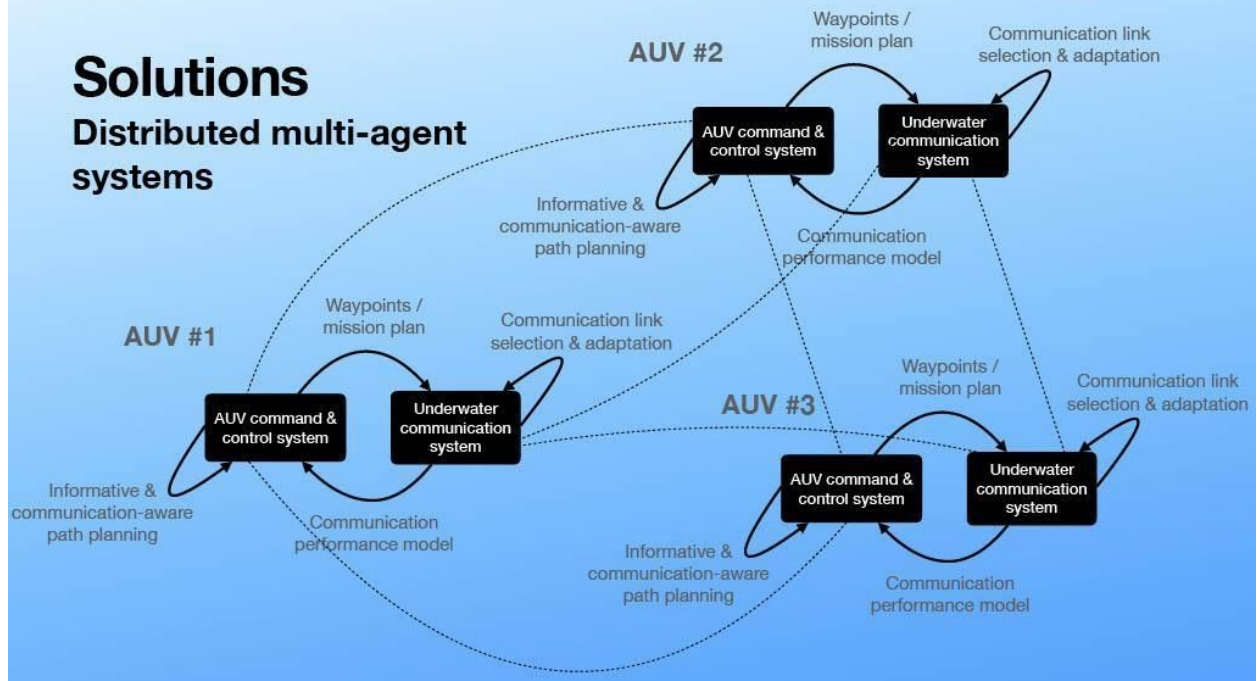 Solutions
Distributed multi-agent
systems
AUV #2
Waypoints /
mission plan
Communication link
selection & adaptation
AUV command &
control system
Underwater
communication
system
Informative &
communication-aware
path planning
Communication
performance model
AUV #1
Waypoints /
mission plan
Communication link
selection & adaptation
AUV command &
control system
Underwater
communication
system
Informative &
communication-aware
path planning
Communication
performance model
AUV #3
Waypoints /
mission plan
Communication link
selection & adaptation
AUV command &
control system
Underwater
communication
system
Informative &
communication-aware
path planning
Communication
performance model